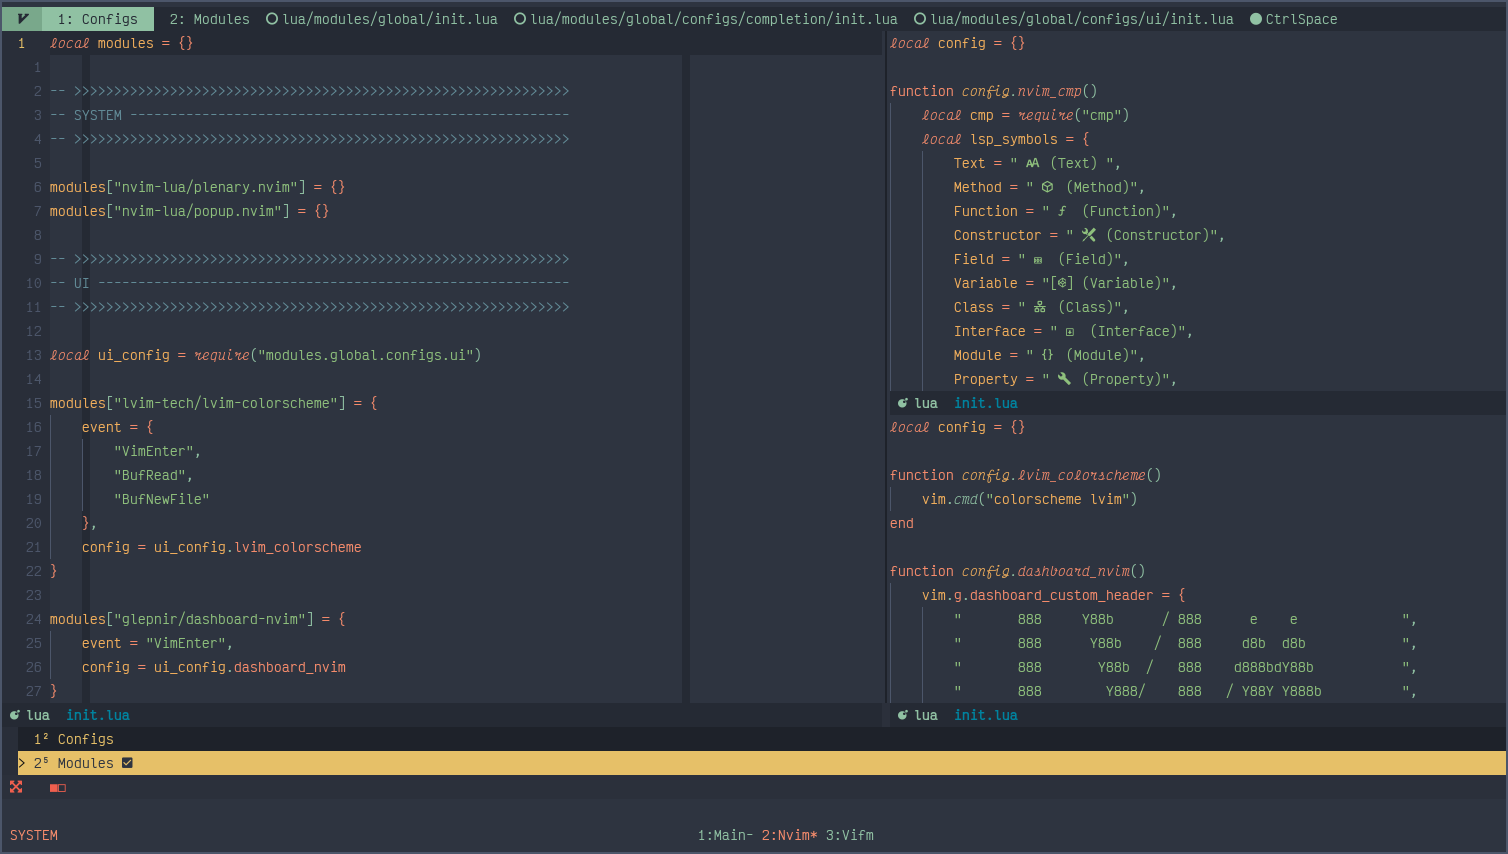 V 1: Configs 2: Modules lua/modules/global/init.lua lua/modules/global/configs/completion/init.lua lua/modules/global/configs/ui/init.lua CtrlSpace
1 local modules = {}
1
2 -- >>>>>>>>>>>>>>>>>>>>>>>>>>>>>>>>>>>>>>>>>>>>>>>>>>>>>>>>>>>>>>
3 -- SYSTEM -------------------------------------------------------
4 -- >>>>>>>>>>>>>>>>>>>>>>>>>>>>>>>>>>>>>>>>>>>>>>>>>>>>>>>>>>>>>>
5
6 modules["nvim-lua/plenary.nvim"] = {}
7 modules["nvim-lua/popup.nvim"] = {}
8
9 -- >>>>>>>>>>>>>>>>>>>>>>>>>>>>>>>>>>>>>>>>>>>>>>>>>>>>>>>>>>>>>>
10 -- UI -----------------------------------------------------------
11 -- >>>>>>>>>>>>>>>>>>>>>>>>>>>>>>>>>>>>>>>>>>>>>>>>>>>>>>>>>>>>>>
12
13 local ui_config = require("modules.global.configs.ui")
14
15 modules["lvim-tech/lvim-colorscheme"] = {
16     event = {
17         "VimEnter",
18         "BufRead",
19         "BufNewFile"
20     },
21     config = ui_config.lvim_colorscheme
22 }
23
24 modules["glepnir/dashboard-nvim"] = {
25     event = "VimEnter",
26     config = ui_config.dashboard_nvim
27 }
lua init.lua
local config = {}
function config.nvim_cmp()
    local cmp = require("cmp")
    local lsp_symbols = {
        Text = " AA (Text) ",
        Method = "  (Method)",
        Function = " ƒ (Function)",
        Constructor = "  (Constructor)",
        Field = "  (Field)",
        Variable = "[] (Variable)",
        Class = "  (Class)",
        Interface = "  (Interface)",
        Module = " {} (Module)",
        Property = "  (Property)",
lua init.lua
local config = {}
function config.lvim_colorscheme()
    vim.cmd("colorscheme lvim")
end
function config.dashboard_nvim()
    vim.g.dashboard_custom_header = {
        "       888     Y88b      / 888      e    e             ",
        "       888      Y88b    /  888     d8b  d8b            ",
        "       888       Y88b  /   888    d888bdY88b           ",
        "       888        Y888/    888   / Y88Y Y888b          ",
lua init.lua
1² Configs
> 2⁵ Modules
SYSTEM 1:Main- 2:Nvim* 3:Vifm